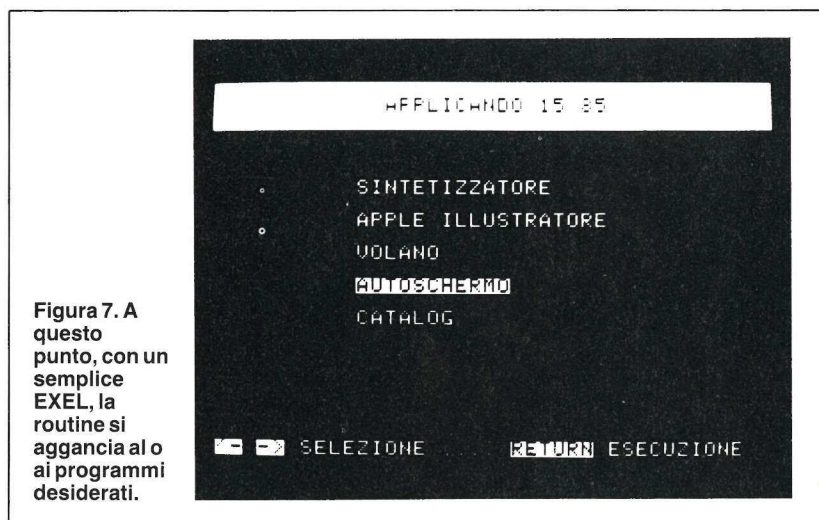 APPLICANDO 15 85
SINTETIZZATORE
APPLE ILLUSTRATORE
VOLANO
AUTOSCHERMO
CATALOG
<- -> SELEZIONE .... RETURN ESECUZIONE
Figura 7. A
questo
punto, con un
semplice
EXEL, la
routine si
aggancia al o
ai programmi
desiderati.